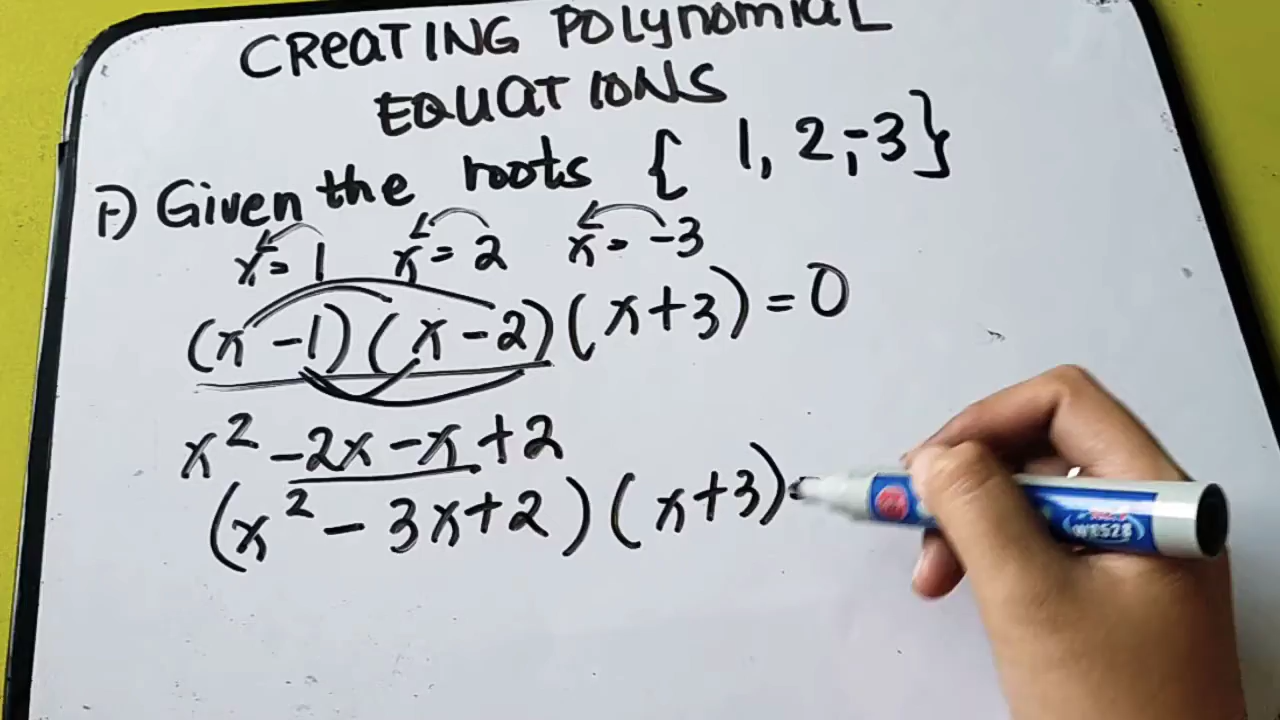 CREATING POLYNOMIAL
EQUATIONS
1) Given the roots { 1, 2, -3}
x = 1 x = 2 x = -3
(x - 1)(x - 2)(x + 3) = 0
x² - 2x - x + 2
(x² - 3x + 2)(x + 3) =